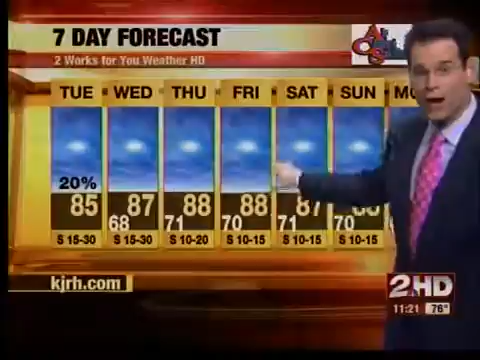 7 DAY FORECAST
2 Works for You Weather HD
TUE WED THU FRI SAT SUN
20%
85 87 88 88 87
68 71 70 71 70
S 15-30 S 15-30 S 10-20 S 10-15 S 10-15 S 10-15
kjrh.com
2HD
11:21 76°